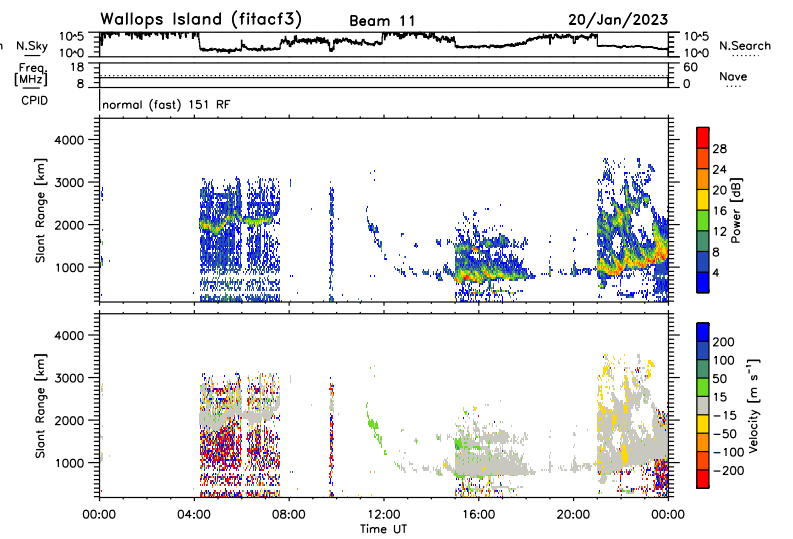 Wallops Island (fitacf3) Beam 11 20/Jan/2023
n N.Sky 10^5 10^0 10^5 10^0 N.Search
Freq. [MHz] 18 8 60 0 Nave
CPID normal (fast) 151 RF
Slant Range [km] 4000 3000 2000 1000
28 24 20 16 12 8 4 Power [dB]
Slant Range [km] 4000 3000 2000 1000
200 100 50 15 -15 -50 -100 -200 Velocity [m s⁻¹]
00:00 04:00 08:00 12:00 16:00 20:00 00:00
Time UT